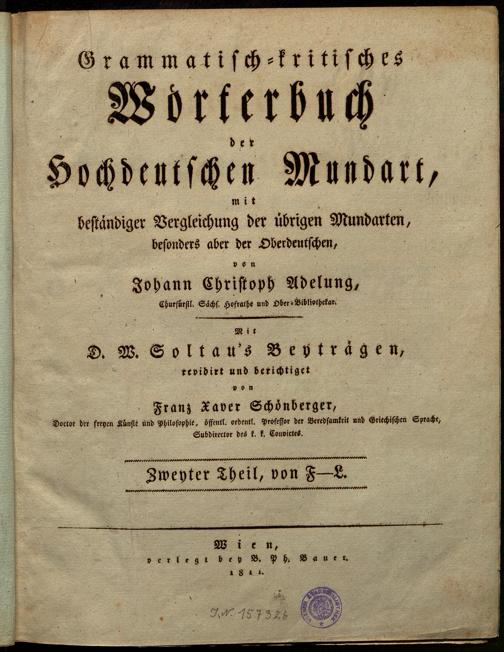 Grammatisch-kritisches
Wörterbuch
der
Hochdeutschen Mundart,
mit
beständiger Vergleichung der übrigen Mundarten,
besonders aber der Oberdeutschen,
von
Johann Christoph Adelung,
Churfürstl. Sächs. Hofrathe und Ober-Bibliothekar.
Mit
D. W. Soltau's Beyträgen,
revidirt und berichtiget
von
Franz Xaver Schönberger,
Doctor der freyen Künste und Philosophie, öffentl. ordentl. Professor der Beredsamkeit und Griechischen Sprache,
Subdirector des k. k. Convictes.
Zweyter Theil, von F—L.
Wien,
verlegt bey B. Ph. Bauer.
1811.
J.N. 157326